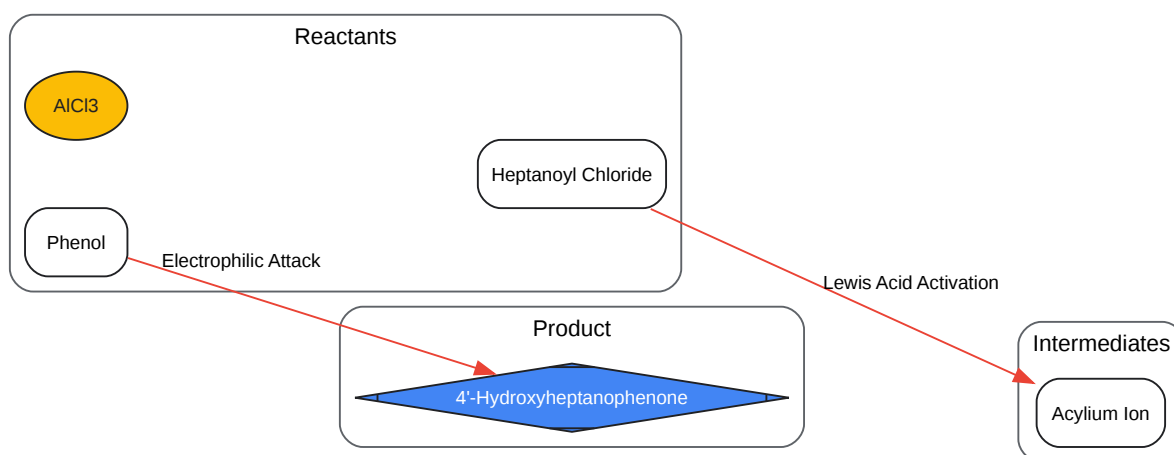 Reactants
AlCl3
Heptanoyl Chloride
Phenol
Electrophilic Attack
Lewis Acid Activation
Product
Intermediates
4'-Hydroxyheptanophenone
Acylium Ion